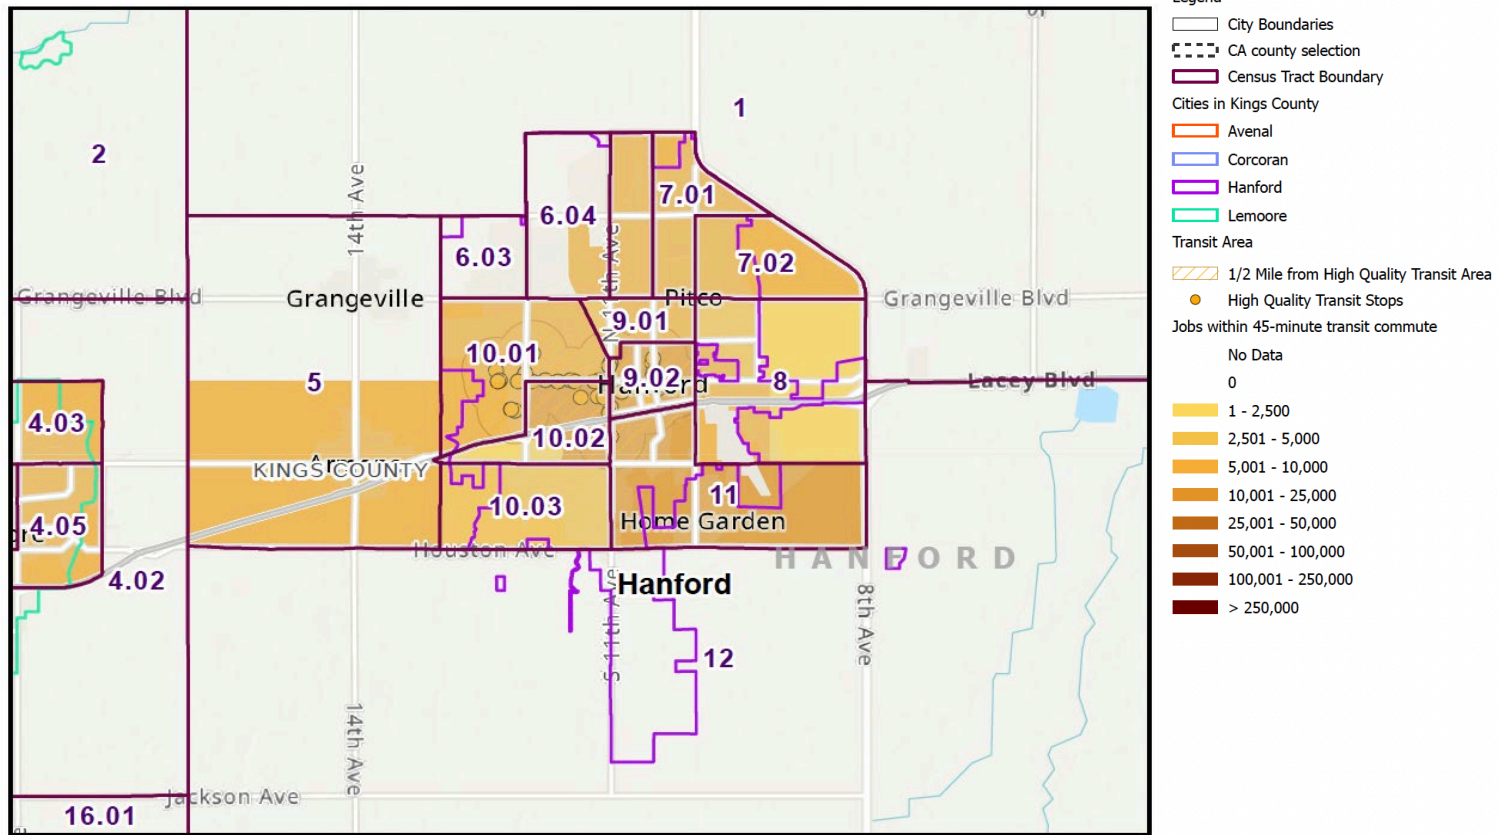 Legend
City Boundaries
CA county selection
Census Tract Boundary
Cities in Kings County
Avenal
Corcoran
Hanford
Lemoore
Transit Area
1/2 Mile from High Quality Transit Area
High Quality Transit Stops
Jobs within 45-minute transit commute
No Data
0
1 - 2,500
2,501 - 5,000
5,001 - 10,000
10,001 - 25,000
25,001 - 50,000
50,001 - 100,000
100,001 - 250,000
> 250,000
1
2
14th Ave
7.01
6.04
N 11th Ave
6.03
7.02
Grangeville Blvd
Grangeville
Pitco
Grangeville Blvd
9.01
10.01
5
9.02
Hanford
8
Lacey Blvd
4.03
10.02
KINGS COUNTY
11
10.03
4.05
Home Garden
Houston Ave
HANFORD
4.02
Hanford
S 11th Ave
8th Ave
12
14th Ave
Jackson Ave
16.01